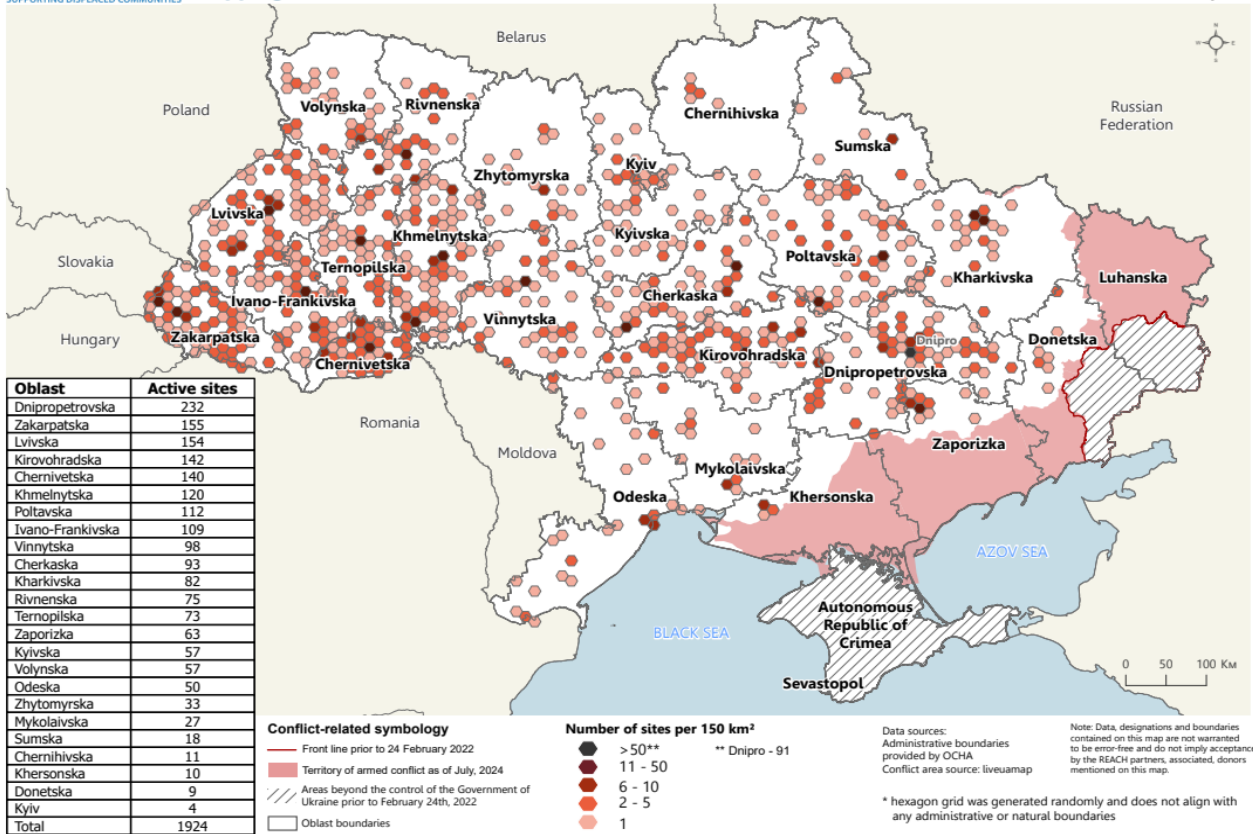 SUPPORTING DISPLACED COMMUNITIES
Belarus
Poland
Volynska
Rivnenska
Chernihivska
Russian
Federation
Sumska
Kyiv
Zhytomyrska
Lvivska
Khmelnytska
Kyivska
Poltavska
Slovakia
Ternopilska
Kharkivska
Luhanska
Ivano-Frankivska
Cherkaska
Vinnytska
Hungary
Zakarpatska
Chernivetska
Kirovohradska
Dnipro
Donetska
Dnipropetrovska
Romania
Moldova
Zaporizka
Mykolaivska
Odeska
Khersonska
AZOV SEA
Autonomous
Republic of
Crimea
BLACK SEA
Sevastopol
0 50 100 Км
N
W E
S
Oblast Active sites
Dnipropetrovska 232
Zakarpatska 155
Lvivska 154
Kirovohradska 142
Chernivetska 140
Khmelnytska 120
Poltavska 112
Ivano-Frankivska 109
Vinnytska 98
Cherkaska 93
Kharkivska 82
Rivnenska 75
Ternopilska 73
Zaporizka 63
Kyivska 57
Volynska 57
Odeska 50
Zhytomyrska 33
Mykolaivska 27
Sumska 18
Chernihivska 11
Khersonska 10
Donetska 9
Kyiv 4
Total 1924
Conflict-related symbology
Front line prior to 24 February 2022
Territory of armed conflict as of July, 2024
Areas beyond the control of the Government of
Ukraine prior to February 24th, 2022
Oblast boundaries
Number of sites per 150 km²
>50** ** Dnipro - 91
11 - 50
6 - 10
2 - 5
1
Data sources:
Administrative boundaries
provided by OCHA
Conflict area source: liveuamap
Note: Data, designations and boundaries
contained on this map are not warranted
to be error-free and do not imply acceptance
by the REACH partners, associated, donors
mentioned on this map.
* hexagon grid was generated randomly and does not align with
any administrative or natural boundaries